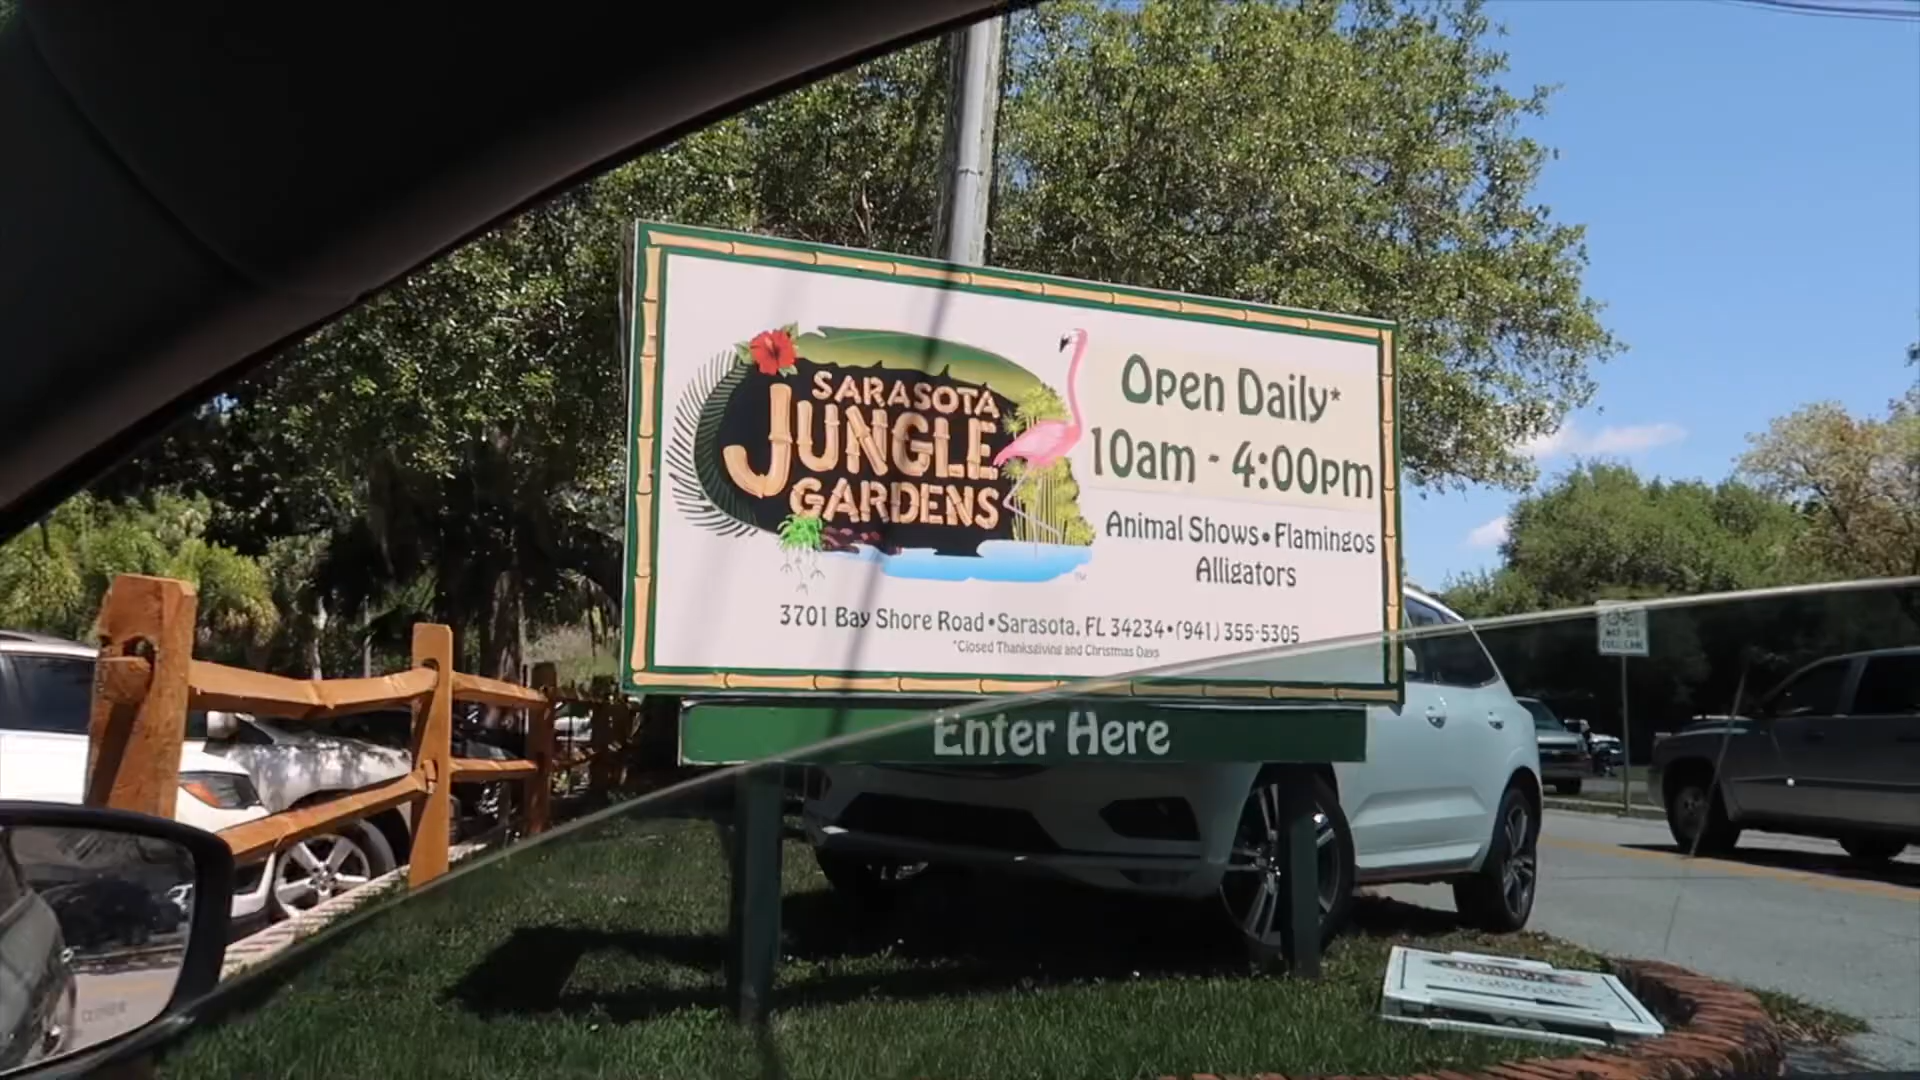 SARASOTA
JUNGLE
GARDENS
TM
Open Daily*
10am - 4:00pm
Animal Shows • Flamingos
Alligators
3701 Bay Shore Road • Sarasota, FL 34234 • (941) 355-5305
*Closed Thanksgiving and Christmas Days
Enter Here